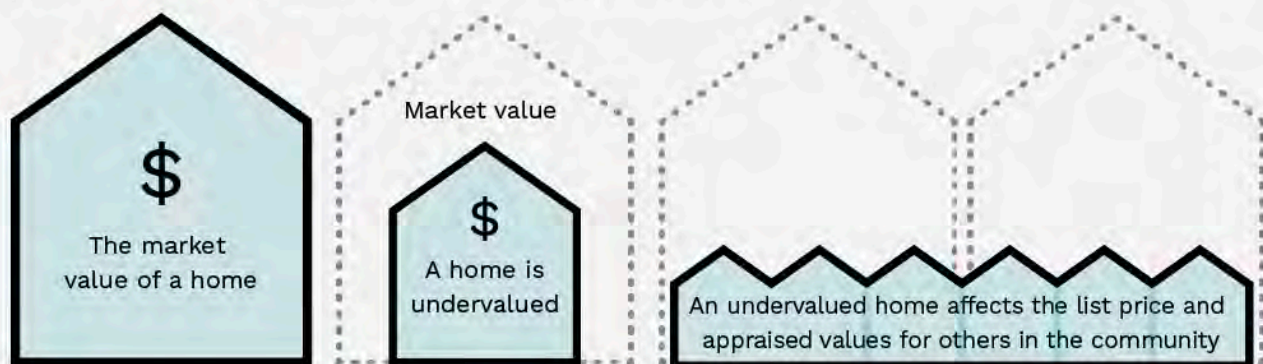 $
The market
value of a home
Market value
$
A home is
undervalued
An undervalued home affects the list price and
appraised values for others in the community